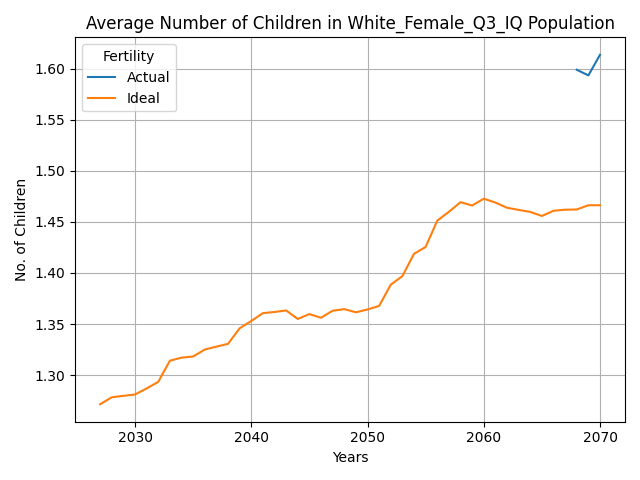 Average Number of Children in White_Female_Q3_IQ Population
Fertility
Actual
Ideal
No. of Children
1.60
1.55
1.50
1.45
1.40
1.35
1.30
2030
2040
2050
2060
2070
Years